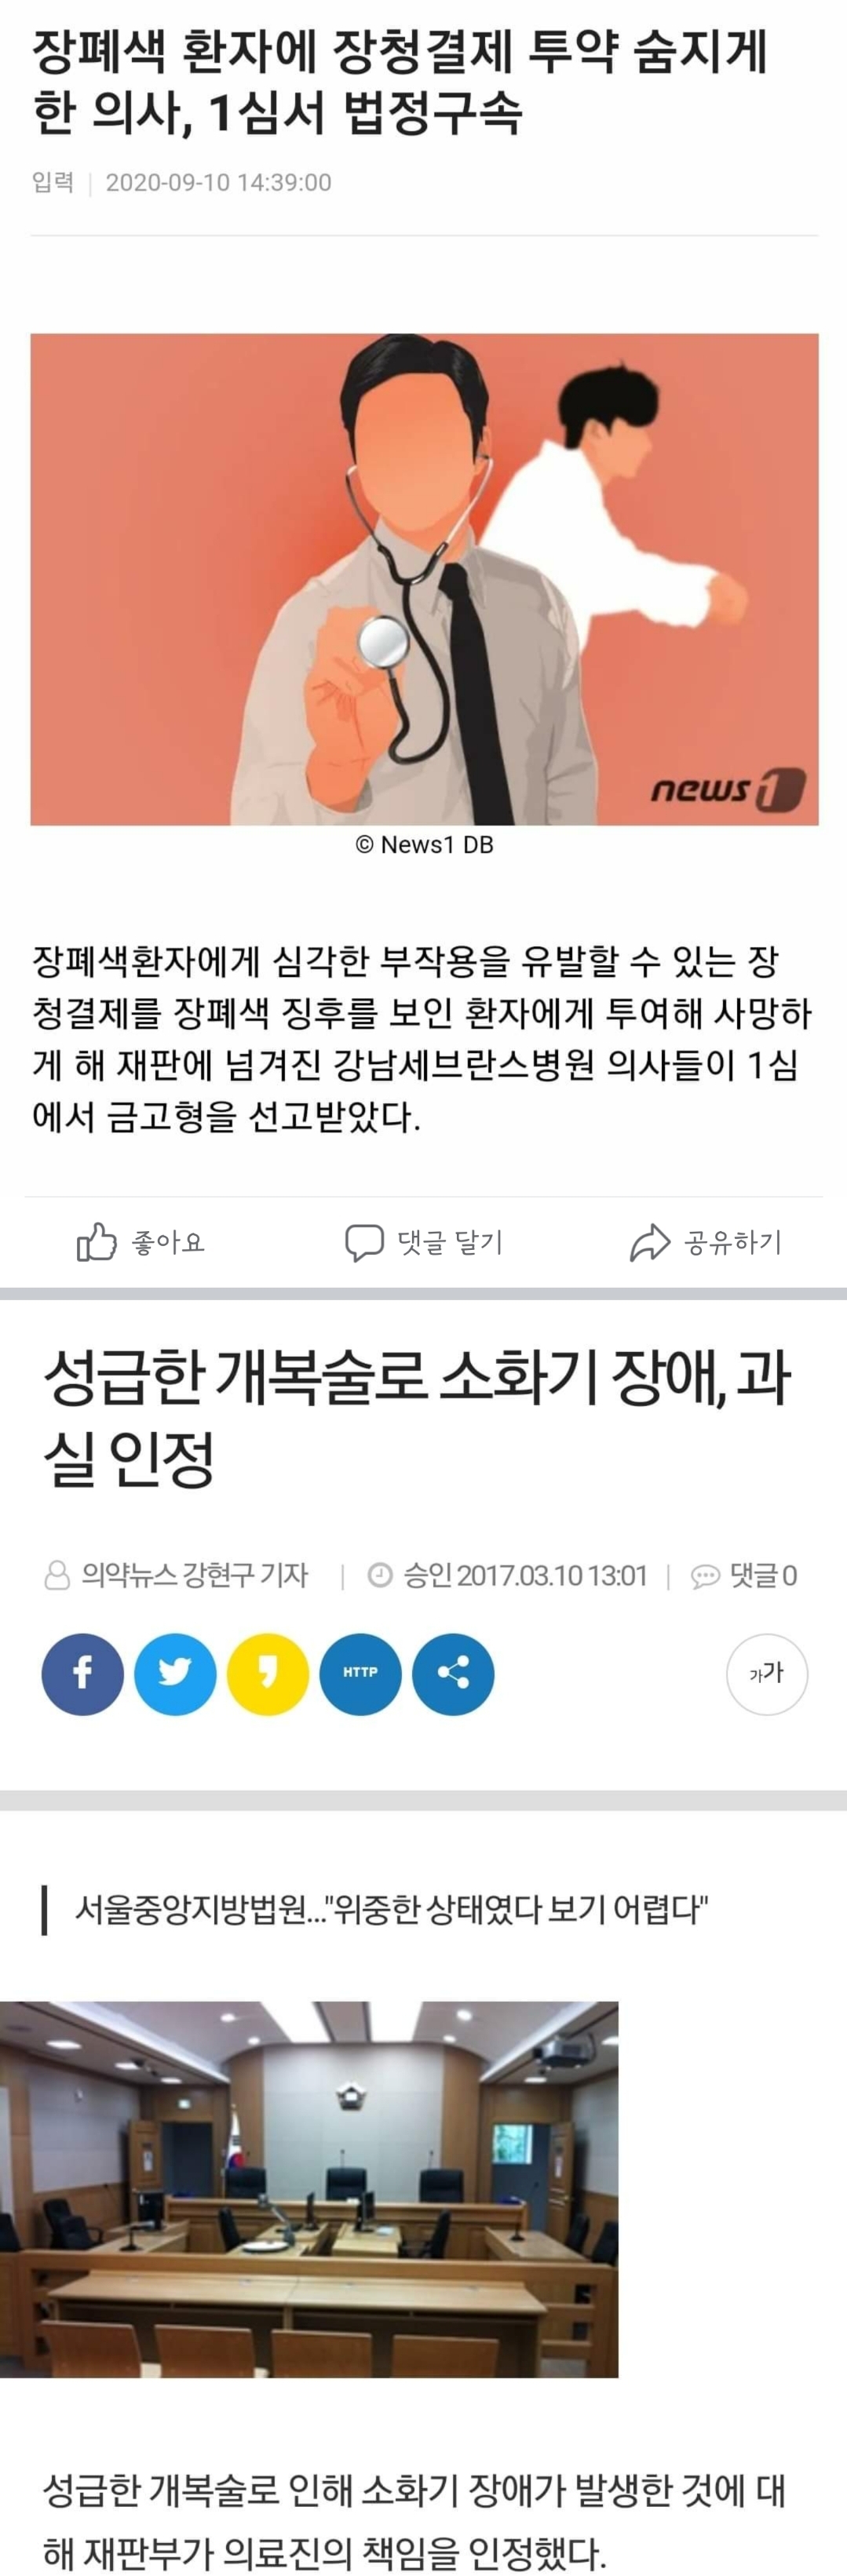 장폐색 환자에 장청결제 투약 숨지게
한 의사, 1심서 법정구속
입력 | 2020-09-10 14:39:00
news1
© News1 DB
장폐색환자에게 심각한 부작용을 유발할 수 있는 장
청결제를 장폐색 징후를 보인 환자에게 투여해 사망하
게 해 재판에 넘겨진 강남세브란스병원 의사들이 1심
에서 금고형을 선고받았다.
좋아요 댓글 달기 공유하기
성급한 개복술로 소화기 장애, 과
실 인정
의약뉴스 강현구 기자 | 승인 2017.03.10 13:01 | 댓글 0
f HTTP 가가
서울중앙지방법원..."위중한 상태였다 보기 어렵다"
성급한 개복술로 인해 소화기 장애가 발생한 것에 대
해 재판부가 의료진의 책임을 인정했다.